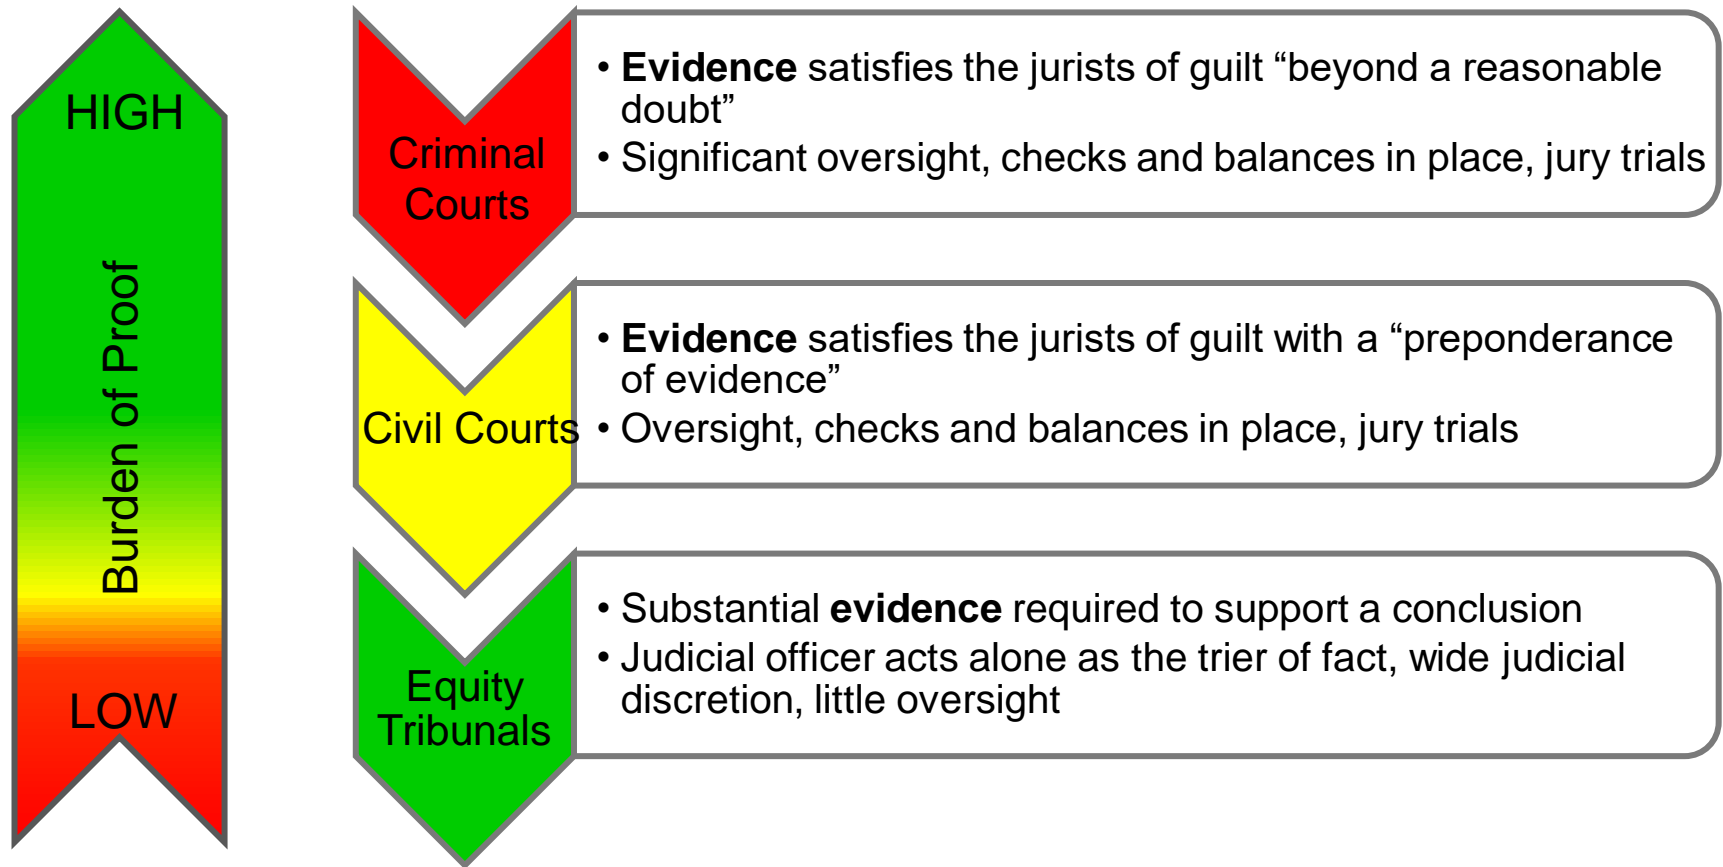 HIGH
Burden of Proof
LOW
Criminal
Courts
• Evidence satisfies the jurists of guilt “beyond a reasonable
doubt”
• Significant oversight, checks and balances in place, jury trials
Civil Courts
• Evidence satisfies the jurists of guilt with a “preponderance
of evidence”
• Oversight, checks and balances in place, jury trials
Equity
Tribunals
• Substantial evidence required to support a conclusion
• Judicial officer acts alone as the trier of fact, wide judicial
discretion, little oversight